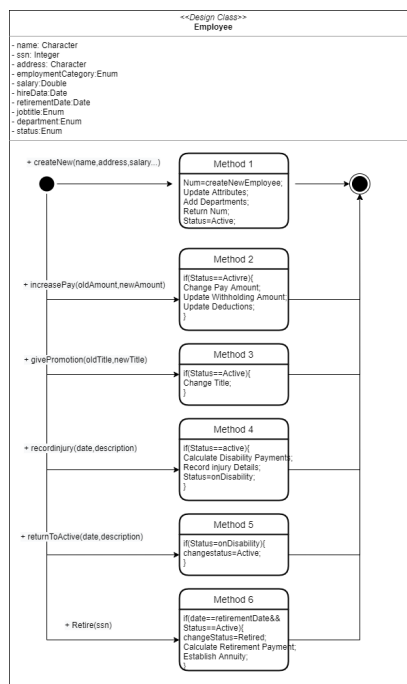 <<Design Class>>
Employee
- name: Character
- ssn: Integer
- address: Character
- employmentCategory:Enum
- salary:Double
- hireData:Date
- retirementDate:Date
- jobtitle:Enum
- department:Enum
- status:Enum
+ createNew(name,address,salary...)
Method 1
Num=createNewEmployee;
Update Attributes;
Add Departments;
Return Num;
Status=Active;
+ increasePay(oldAmount,newAmount)
Method 2
if(Status==Activre){
Change Pay Amount;
Update Withholding Amount;
Update Deductions;
}
+ givePromotion(oldTitle,newTitle)
Method 3
if(Status==Active){
Change Title;
}
+ recordinjury(date,description)
Method 4
if(Status==active){
Calculate Disability Payments;
Record injury Details;
Status=onDisability;
}
+ returnToActive(date,description)
Method 5
if(Status=onDisability){
changestatus=Active;
}
+ Retire(ssn)
Method 6
if(date==retirementDate&&
Status==Active){
changeStatus=Retired;
Calculate Retirement Payment;
Establish Annuity;
}